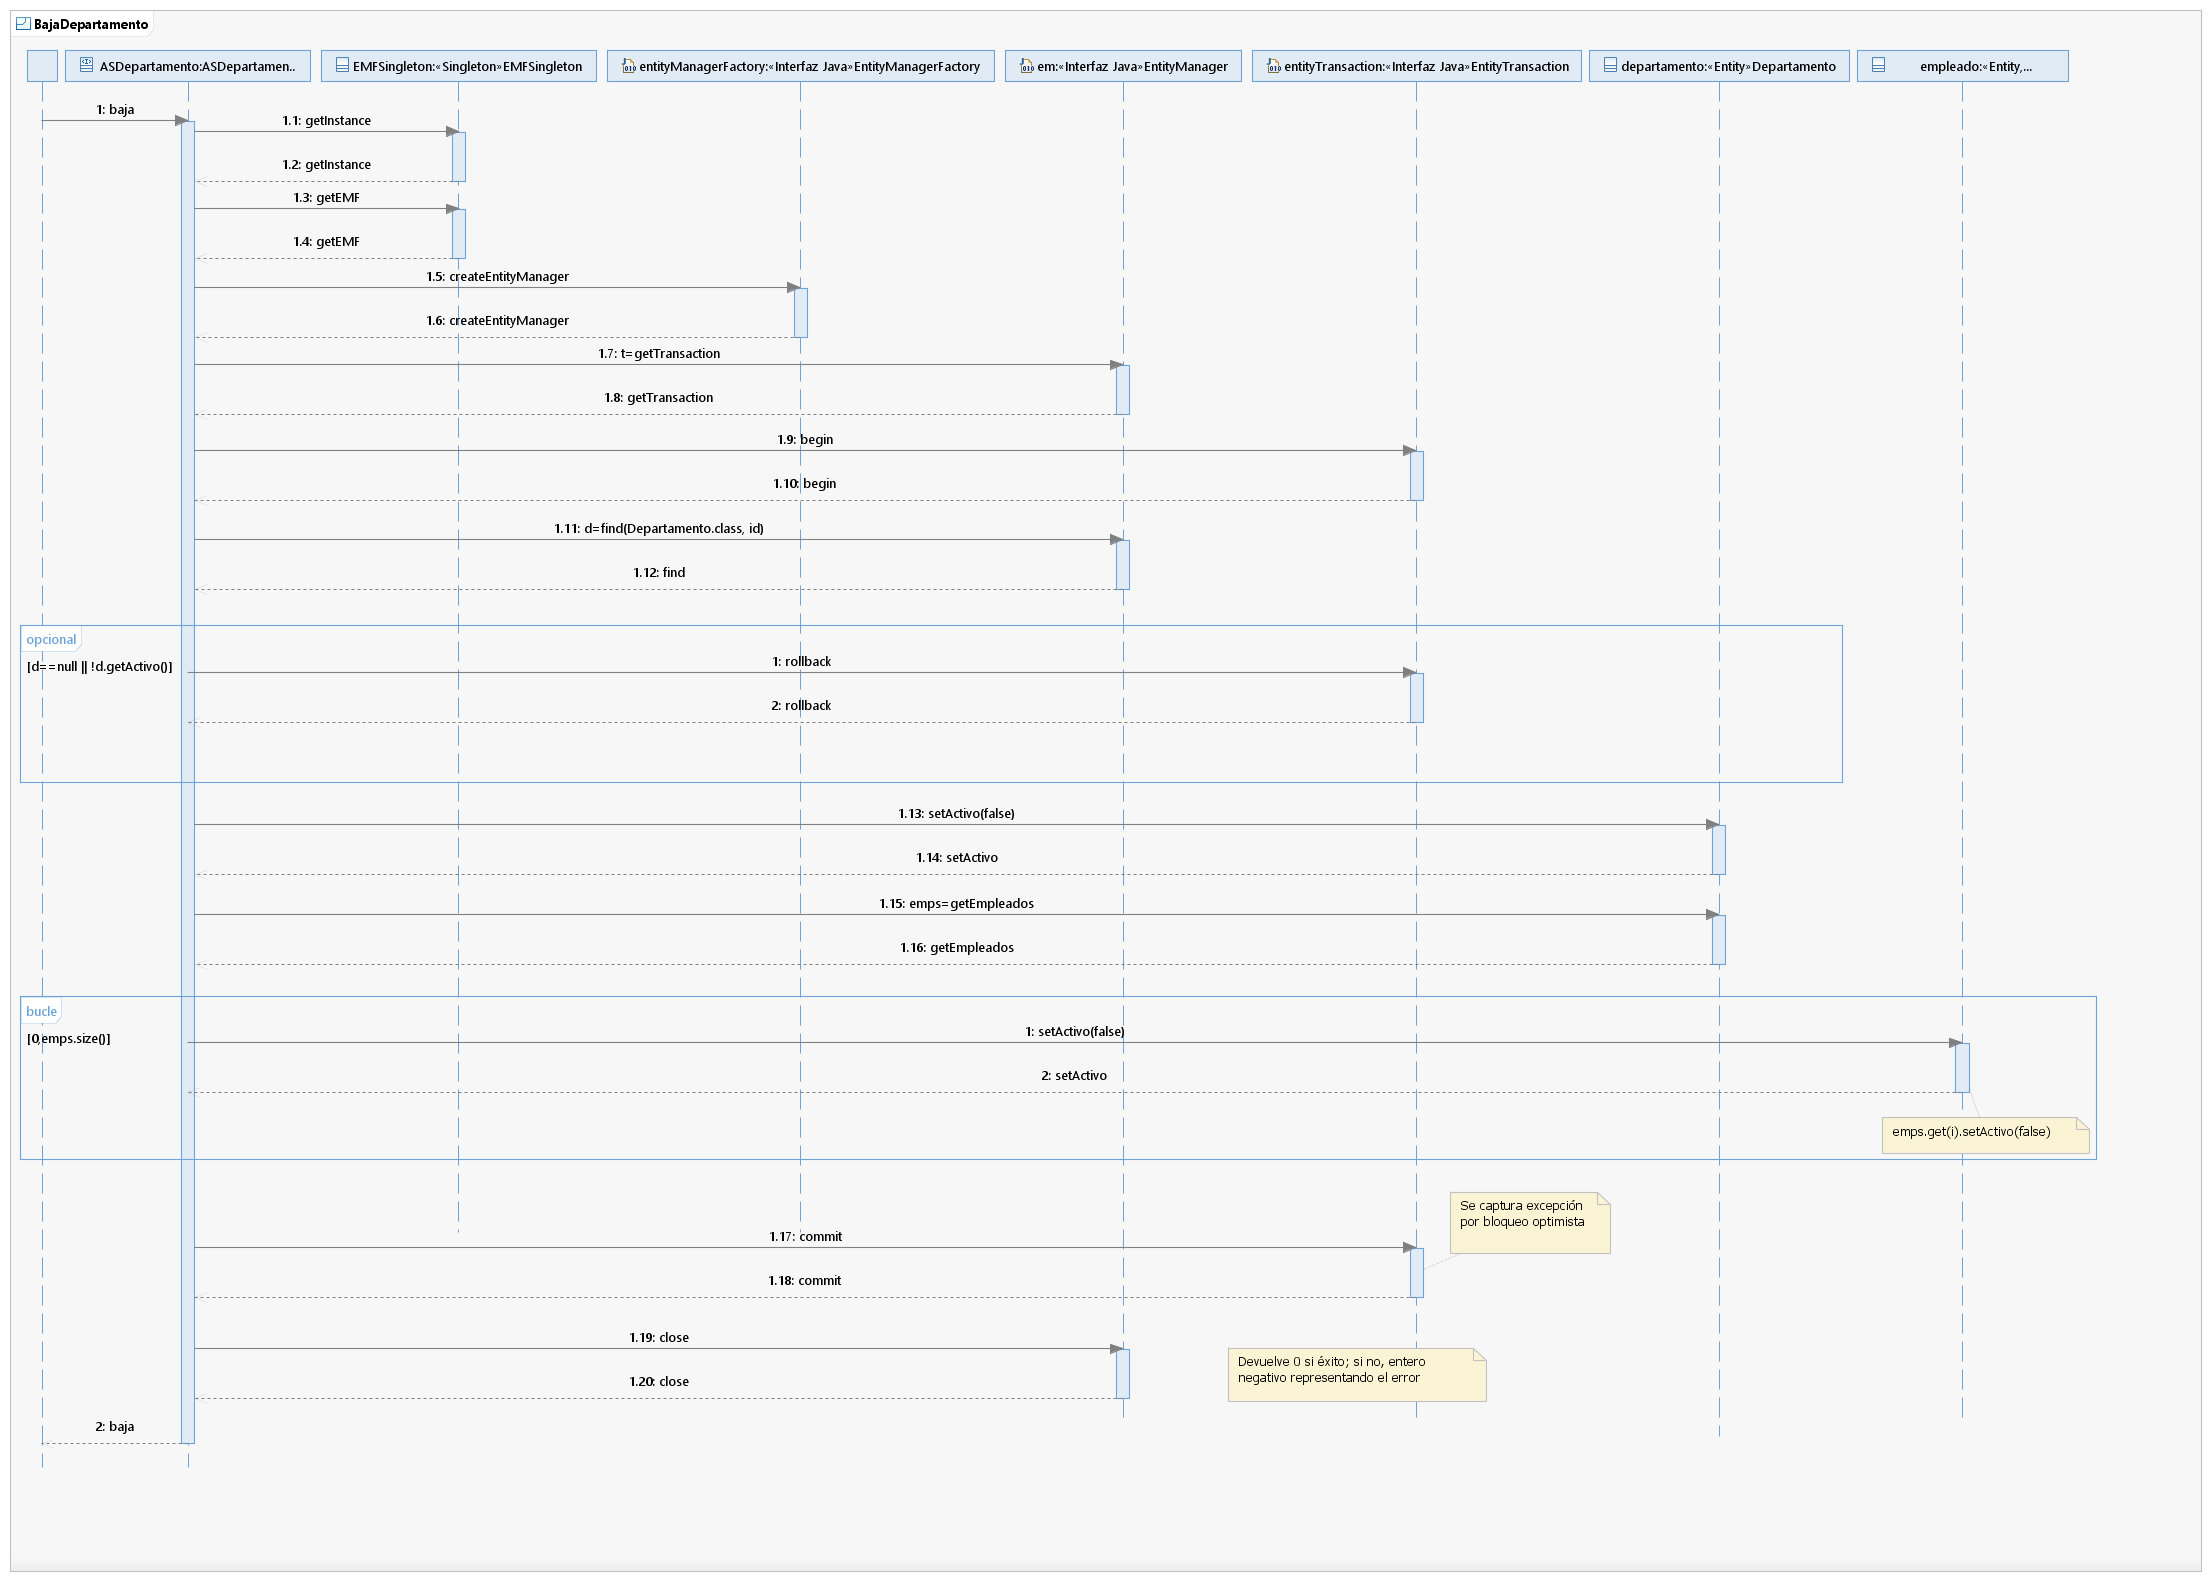 BajaDepartamento
ASDepartamento:ASDepartamen..
EMFSingleton:«Singleton»EMFSingleton
entityManagerFactory:«Interfaz Java»EntityManagerFactory
em:«Interfaz Java»EntityManager
entityTransaction:«Interfaz Java»EntityTransaction
departamento:«Entity»Departamento
empleado:«Entity,...
1: baja
1.1: getInstance
1.2: getInstance
1.3: getEMF
1.4: getEMF
1.5: createEntityManager
1.6: createEntityManager
1.7: t=getTransaction
1.8: getTransaction
1.9: begin
1.10: begin
1.11: d=find(Departamento.class, id)
1.12: find
opcional
[d==null || !d.getActivo()]
1: rollback
2: rollback
1.13: setActivo(false)
1.14: setActivo
1.15: emps=getEmpleados
1.16: getEmpleados
bucle
[0,emps.size()]
1: setActivo(false)
2: setActivo
emps.get(i).setActivo(false)
Se captura excepción
por bloqueo optimista
1.17: commit
1.18: commit
1.19: close
Devuelve 0 si éxito; si no, entero
negativo representando el error
1.20: close
2: baja